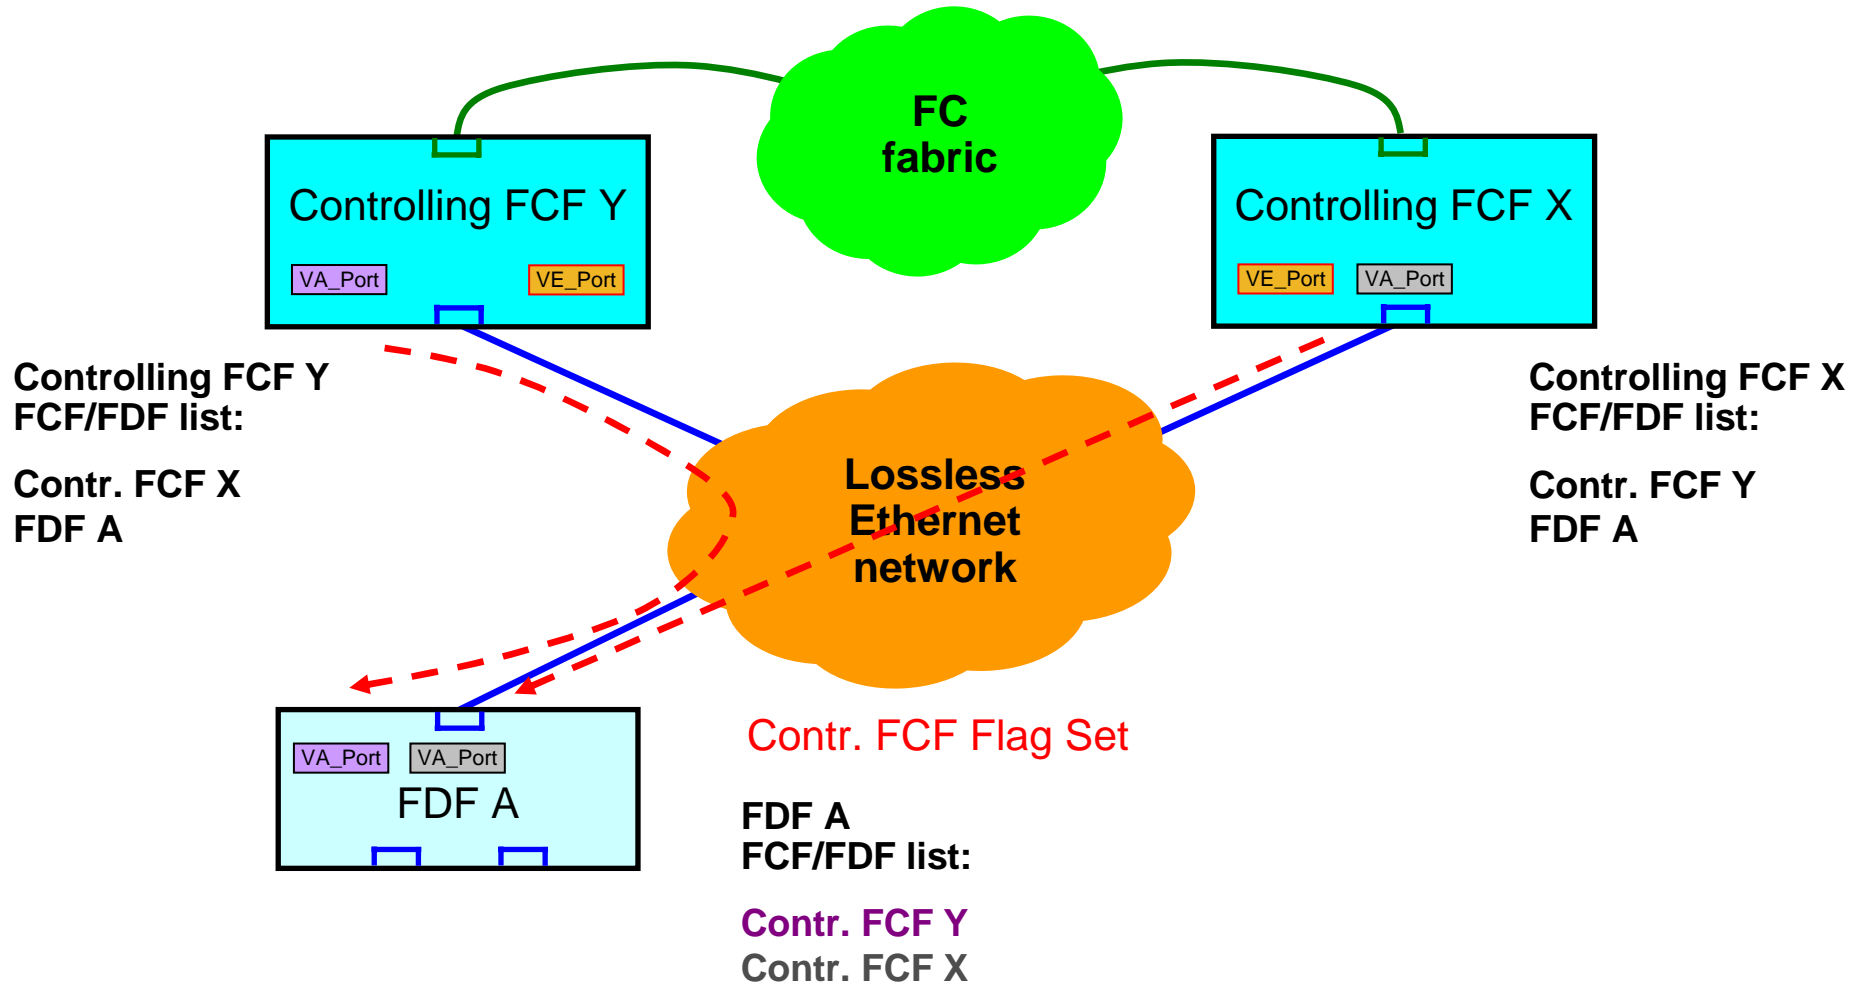 FC
fabric
Controlling FCF Y
VA_Port
VE_Port
Controlling FCF X
VE_Port
VA_Port
Controlling FCF Y
FCF/FDF list:
Contr. FCF X
FDF A
Lossless
Ethernet
network
Controlling FCF X
FCF/FDF list:
Contr. FCF Y
FDF A
VA_Port
VA_Port
FDF A
Contr. FCF Flag Set
FDF A
FCF/FDF list:
Contr. FCF Y
Contr. FCF X